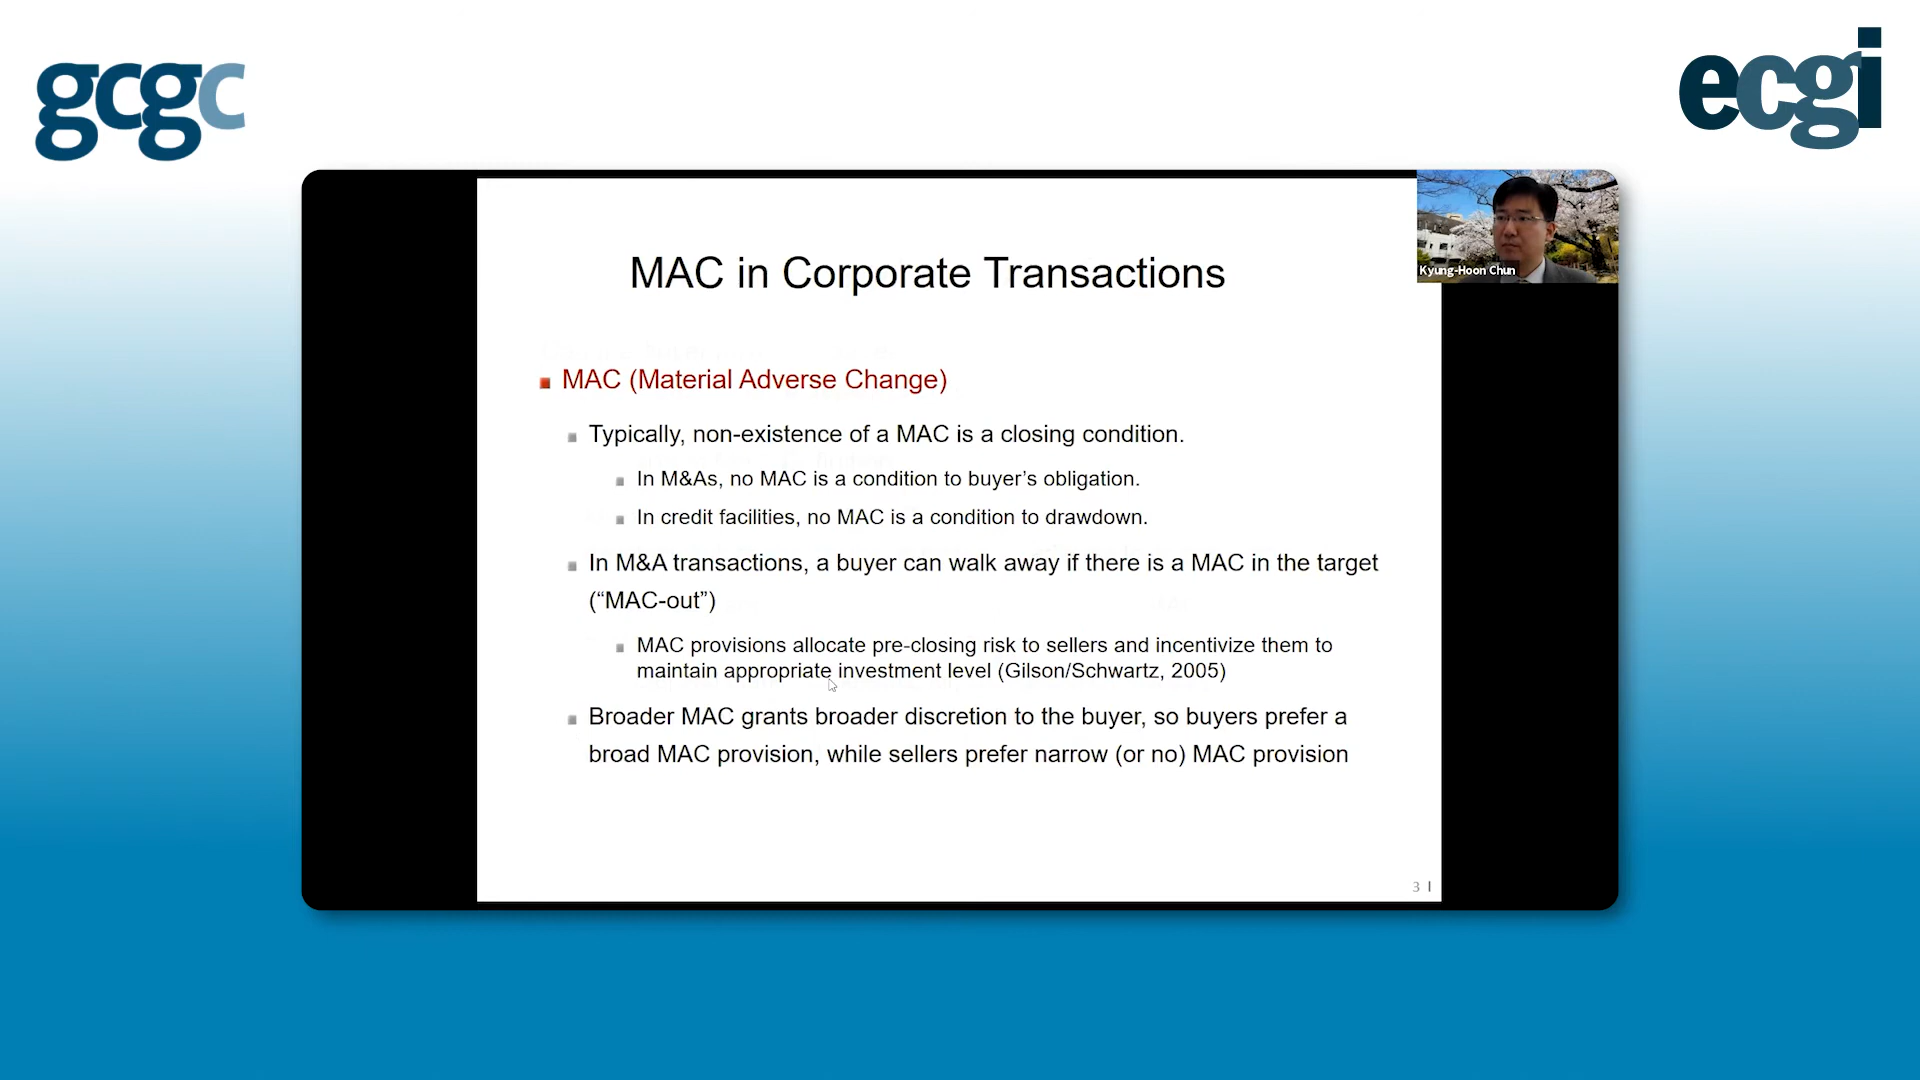 gcgc
ecgi
Kyung-Hoon Chun
MAC in Corporate Transactions
MAC (Material Adverse Change)
Typically, non-existence of a MAC is a closing condition.
In M&As, no MAC is a condition to buyer’s obligation.
In credit facilities, no MAC is a condition to drawdown.
In M&A transactions, a buyer can walk away if there is a MAC in the target
(“MAC-out”)
MAC provisions allocate pre-closing risk to sellers and incentivize them to
maintain appropriate investment level (Gilson/Schwartz, 2005)
Broader MAC grants broader discretion to the buyer, so buyers prefer a
broad MAC provision, while sellers prefer narrow (or no) MAC provision
3 |